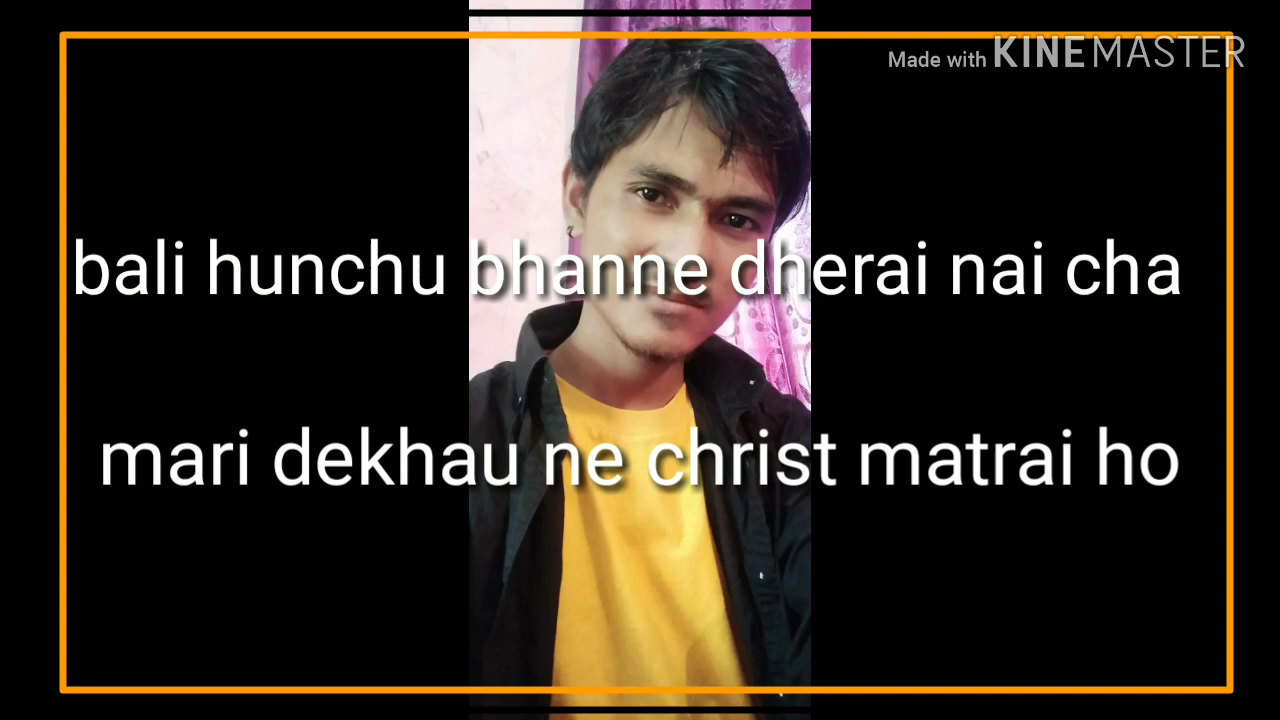 Made with KINEMASTER
bali hunchu bhanne dherai nai cha
mari dekhau ne christ matrai ho